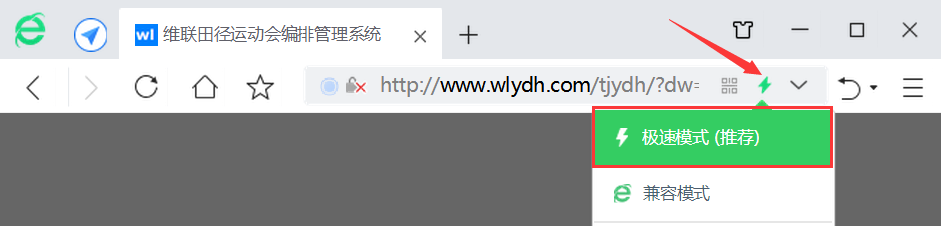 wl 维联田径运动会编排管理系统
http://www.wlydh.com/tjydh/?dw=
极速模式 (推荐)
兼容模式